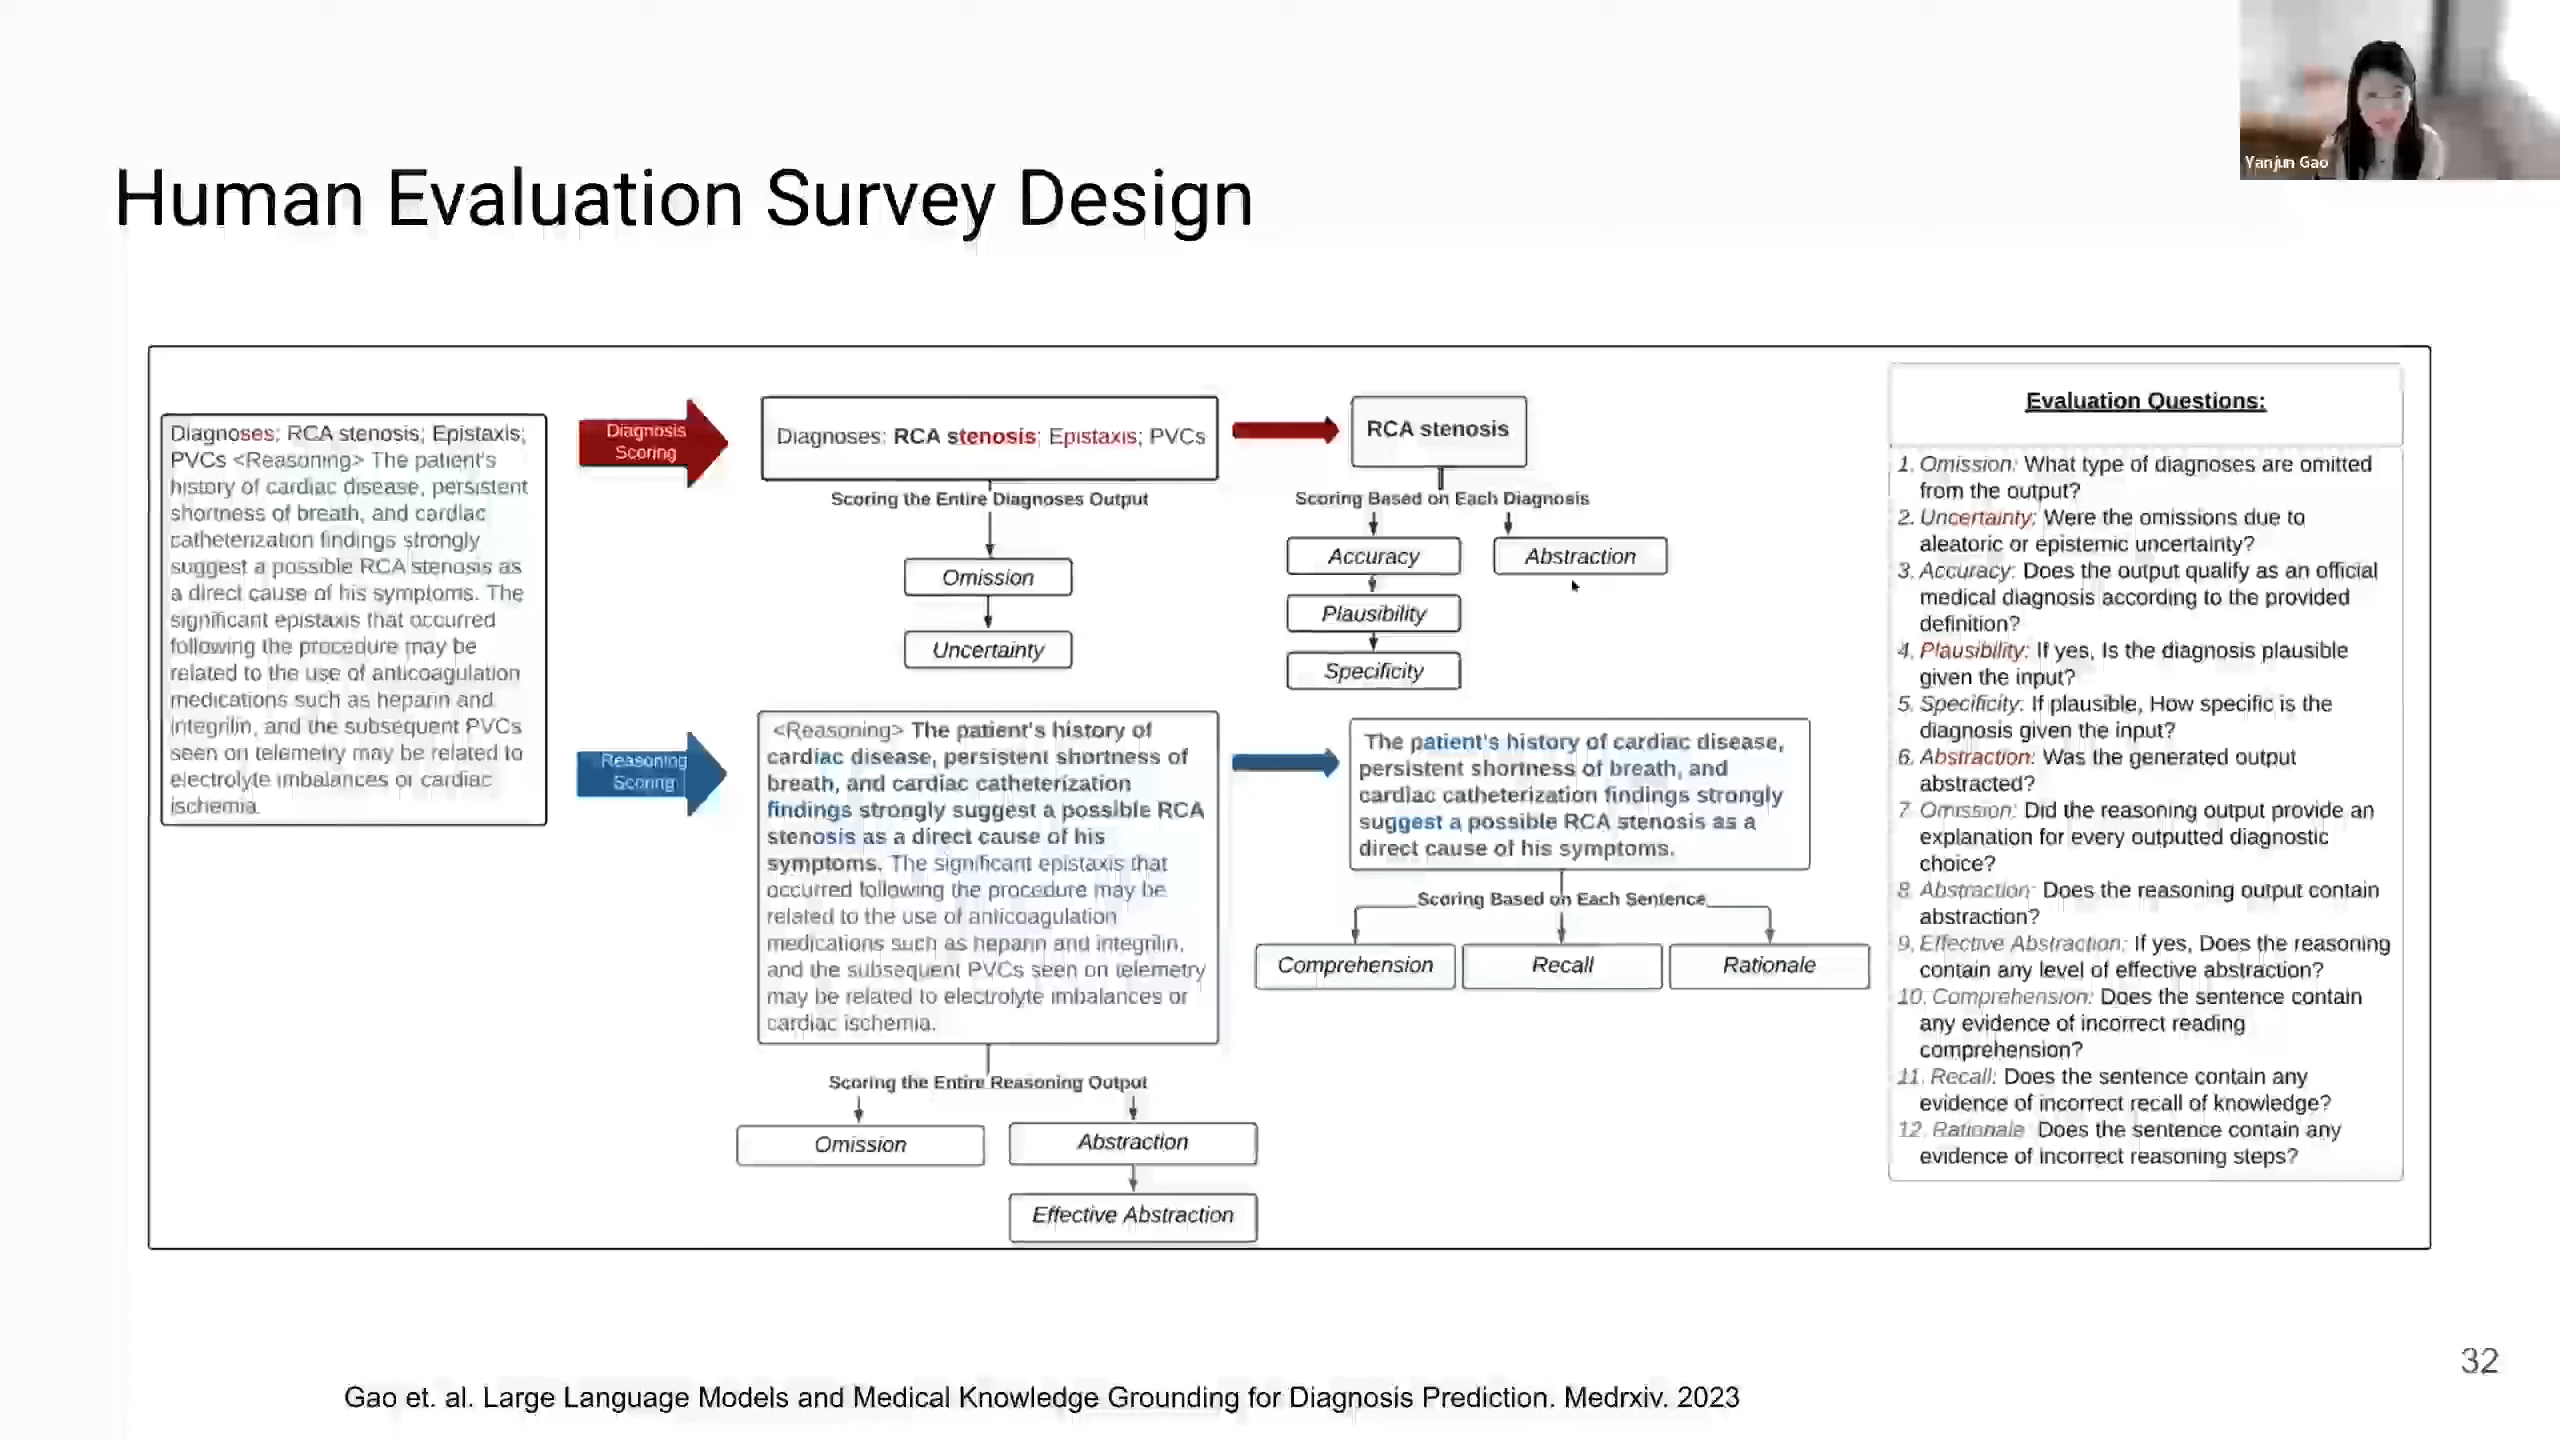 Yanjun Gao
Human Evaluation Survey Design
Diagnoses; RCA stenosis; Epistaxis;
PVCs <Reasoning> The patient's
history of cardiac disease, persistent
shortness of breath, and cardiac
catheterization findings strongly
suggest a possible RCA stenosis as
a direct cause of his symptoms. The
significant epistaxis that occurred
following the procedure may be
related to the use of anticoagulation
medications such as heparin and
integrilin, and the subsequent PVCs
seen on telemetry may be related to
electrolyte imbalances or cardiac
ischemia.
Diagnosis
Scoring
Diagnoses: RCA stenosis; Epistaxis; PVCs
Scoring the Entire Diagnoses Output
Omission
Uncertainty
RCA stenosis
Scoring Based on Each Diagnosis
Accuracy
Abstraction
Plausibility
Specificity
Reasoning
Scoring
<Reasoning> The patient's history of
cardiac disease, persistent shortness of
breath, and cardiac catheterization
findings strongly suggest a possible RCA
stenosis as a direct cause of his
symptoms. The significant epistaxis that
occurred following the procedure may be
related to the use of anticoagulation
medications such as heparin and integrilin,
and the subsequent PVCs seen on telemetry
may be related to electrolyte imbalances or
cardiac ischemia.
Scoring the Entire Reasoning Output
Omission
Abstraction
Effective Abstraction
The patient's history of cardiac disease,
persistent shortness of breath, and
cardiac catheterization findings strongly
suggest a possible RCA stenosis as a
direct cause of his symptoms.
Scoring Based on Each Sentence
Comprehension
Recall
Rationale
Evaluation Questions:
1. Omission: What type of diagnoses are omitted
from the output?
2. Uncertainty: Were the omissions due to
aleatoric or epistemic uncertainty?
3. Accuracy: Does the output qualify as an official
medical diagnosis according to the provided
definition?
4. Plausibility: If yes, Is the diagnosis plausible
given the input?
5. Specificity: If plausible, How specific is the
diagnosis given the input?
6. Abstraction: Was the generated output
abstracted?
7. Omission: Did the reasoning output provide an
explanation for every outputted diagnostic
choice?
8. Abstraction: Does the reasoning output contain
abstraction?
9. Effective Abstraction: If yes, Does the reasoning
contain any level of effective abstraction?
10. Comprehension: Does the sentence contain
any evidence of incorrect reading
comprehension?
11. Recall: Does the sentence contain any
evidence of incorrect recall of knowledge?
12. Rationale: Does the sentence contain any
evidence of incorrect reasoning steps?
32
Gao et. al. Large Language Models and Medical Knowledge Grounding for Diagnosis Prediction. Medrxiv. 2023